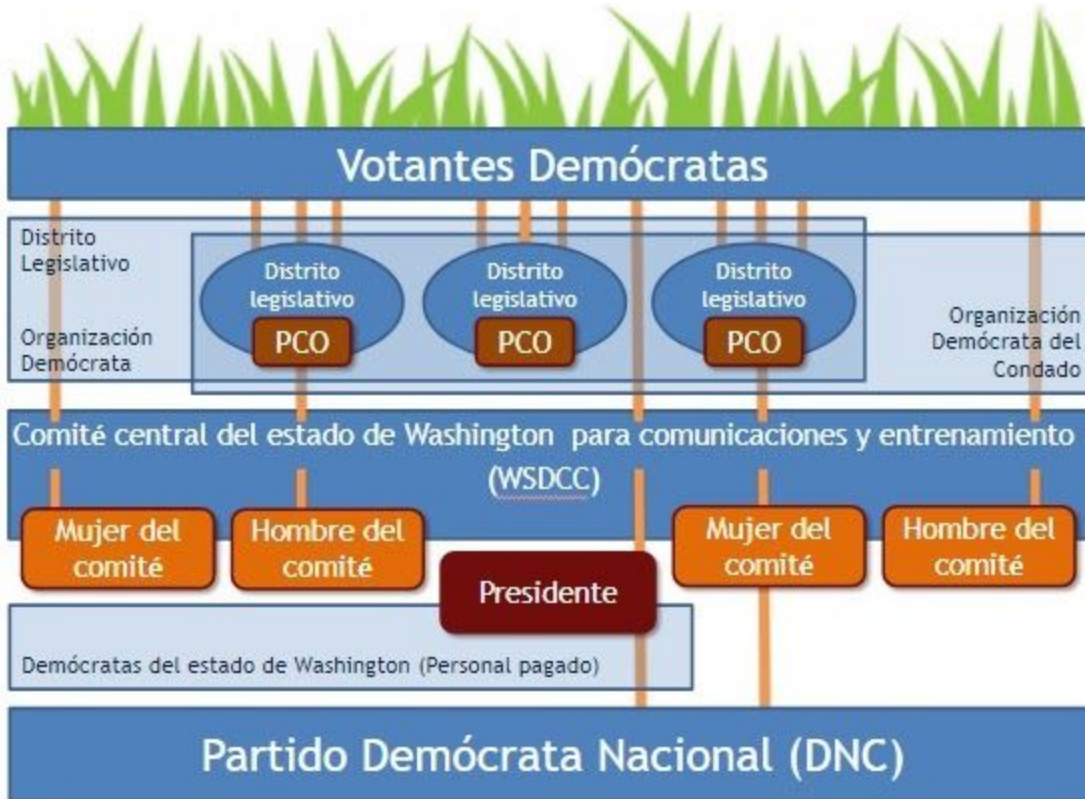 Votantes Demócratas
Distrito
Legislativo
Organización
Demócrata
Distrito
legislativo
PCO
Distrito
legislativo
PCO
Distrito
legislativo
PCO
Organización
Demócrata del
Condado
Comité central del estado de Washington para comunicaciones y entrenamiento
(WSDCC)
Mujer del
comité
Hombre del
comité
Presidente
Mujer del
comité
Hombre del
comité
Demócratas del estado de Washington (Personal pagado)
Partido Demócrata Nacional (DNC)